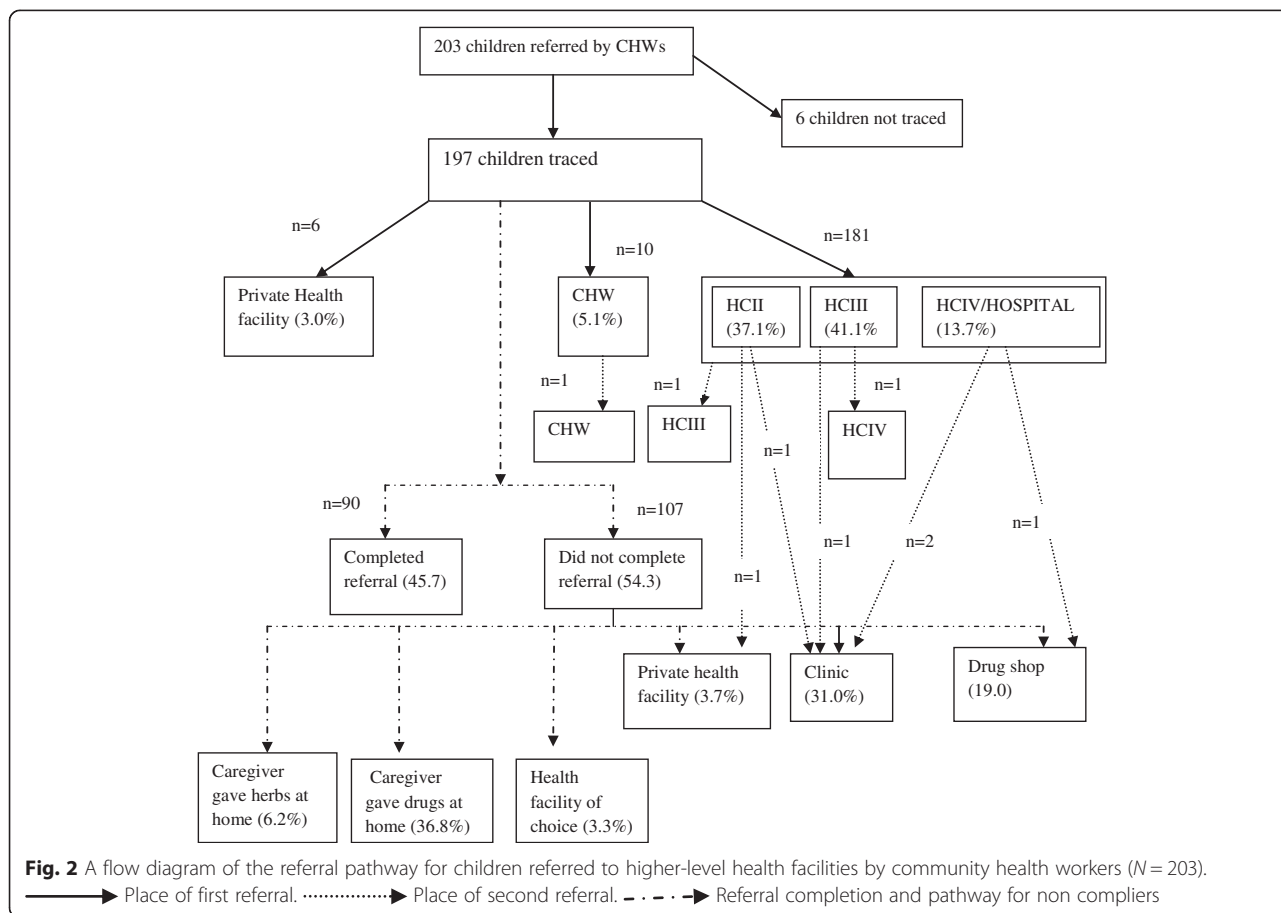 203 children referred by CHWs
6 children not traced
197 children traced
n=6
n=10
n=181
Private Health
facility (3.0%)
CHW
(5.1%)
HCII
(37.1%)
HCIII
(41.1%
HCIV/HOSPITAL
(13.7%)
n=1
n=1
n=1
CHW
HCIII
HCIV
n=1
n=90
n=107
n=1
n=1
n=2
n=1
Completed
referral (45.7)
Did not complete
referral (54.3)
Private health
facility (3.7%)
Clinic
(31.0%)
Drug shop
(19.0)
Caregiver
gave herbs at
home (6.2%)
Caregiver
gave drugs at
home (36.8%)
Health
facility of
choice (3.3%)
Fig. 2 A flow diagram of the referral pathway for children referred to higher-level health facilities by community health workers (N = 203).
Place of first referral. Place of second referral. Referral completion and pathway for non compliers